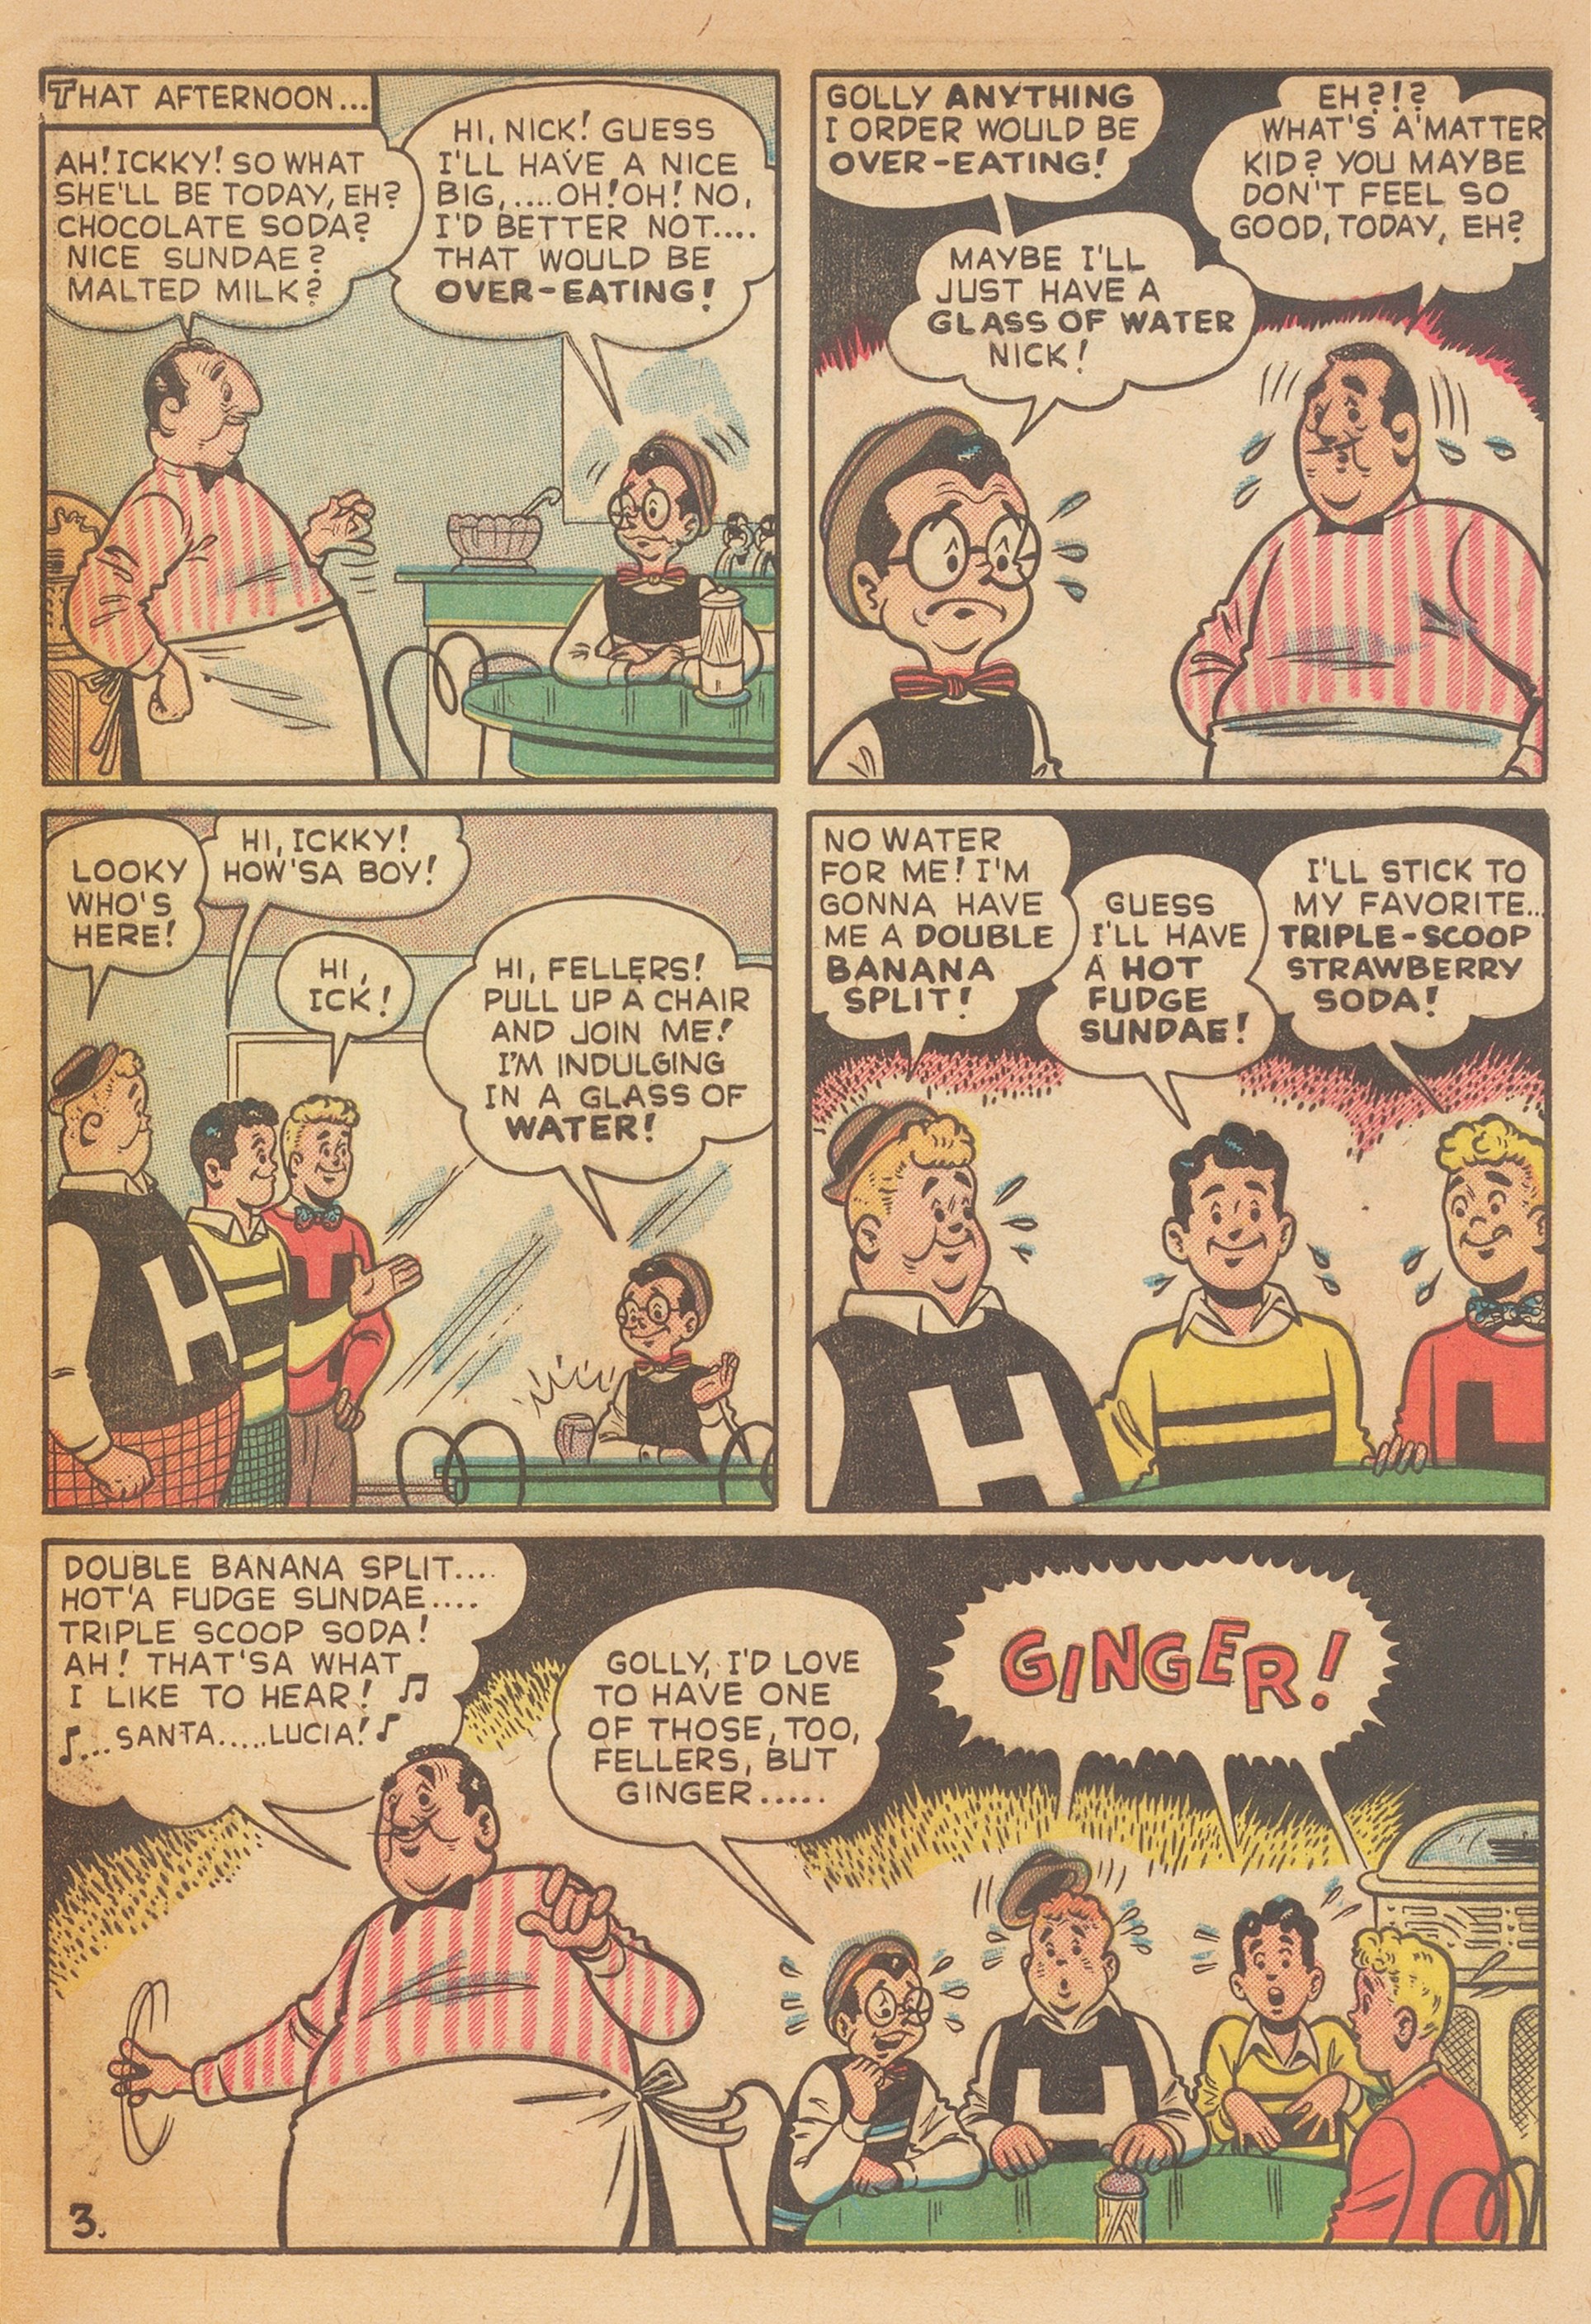 THAT AFTERNOON...
AH! ICKKY! SO WHAT
SHE'LL BE TODAY, EH?
CHOCOLATE SODA?
NICE SUNDAE?
MALTED MILK?
HI, NICK! GUESS
I'LL HAVE A NICE
BIG,....OH! OH! NO,
I'D BETTER NOT....
THAT WOULD BE
OVER-EATING!
GOLLY ANYTHING
I ORDER WOULD BE
OVER-EATING!
MAYBE I'LL
JUST HAVE A
GLASS OF WATER
NICK!
EH?!?
WHAT'S A'MATTER
KID? YOU MAYBE
DON'T FEEL SO
GOOD, TODAY, EH?
LOOKY
WHO'S
HERE!
HI, ICKKY!
HOW'SA BOY!
HI,
ICK!
HI, FELLERS!
PULL UP A CHAIR
AND JOIN ME!
I'M INDULGING
IN A GLASS OF
WATER!
H
NO WATER
FOR ME! I'M
GONNA HAVE
ME A DOUBLE
BANANA
SPLIT!
GUESS
I'LL HAVE
A HOT
FUDGE
SUNDAE!
I'LL STICK TO
MY FAVORITE...
TRIPLE-SCOOP
STRAWBERRY
SODA!
H
DOUBLE BANANA SPLIT....
HOT'A FUDGE SUNDAE....
TRIPLE SCOOP SODA!
AH! THAT'SA WHAT
I LIKE TO HEAR! ♫
♪...SANTA.....LUCIA!♪
GOLLY, I'D LOVE
TO HAVE ONE
OF THOSE, TOO,
FELLERS, BUT
GINGER.....
GINGER!
H
3.